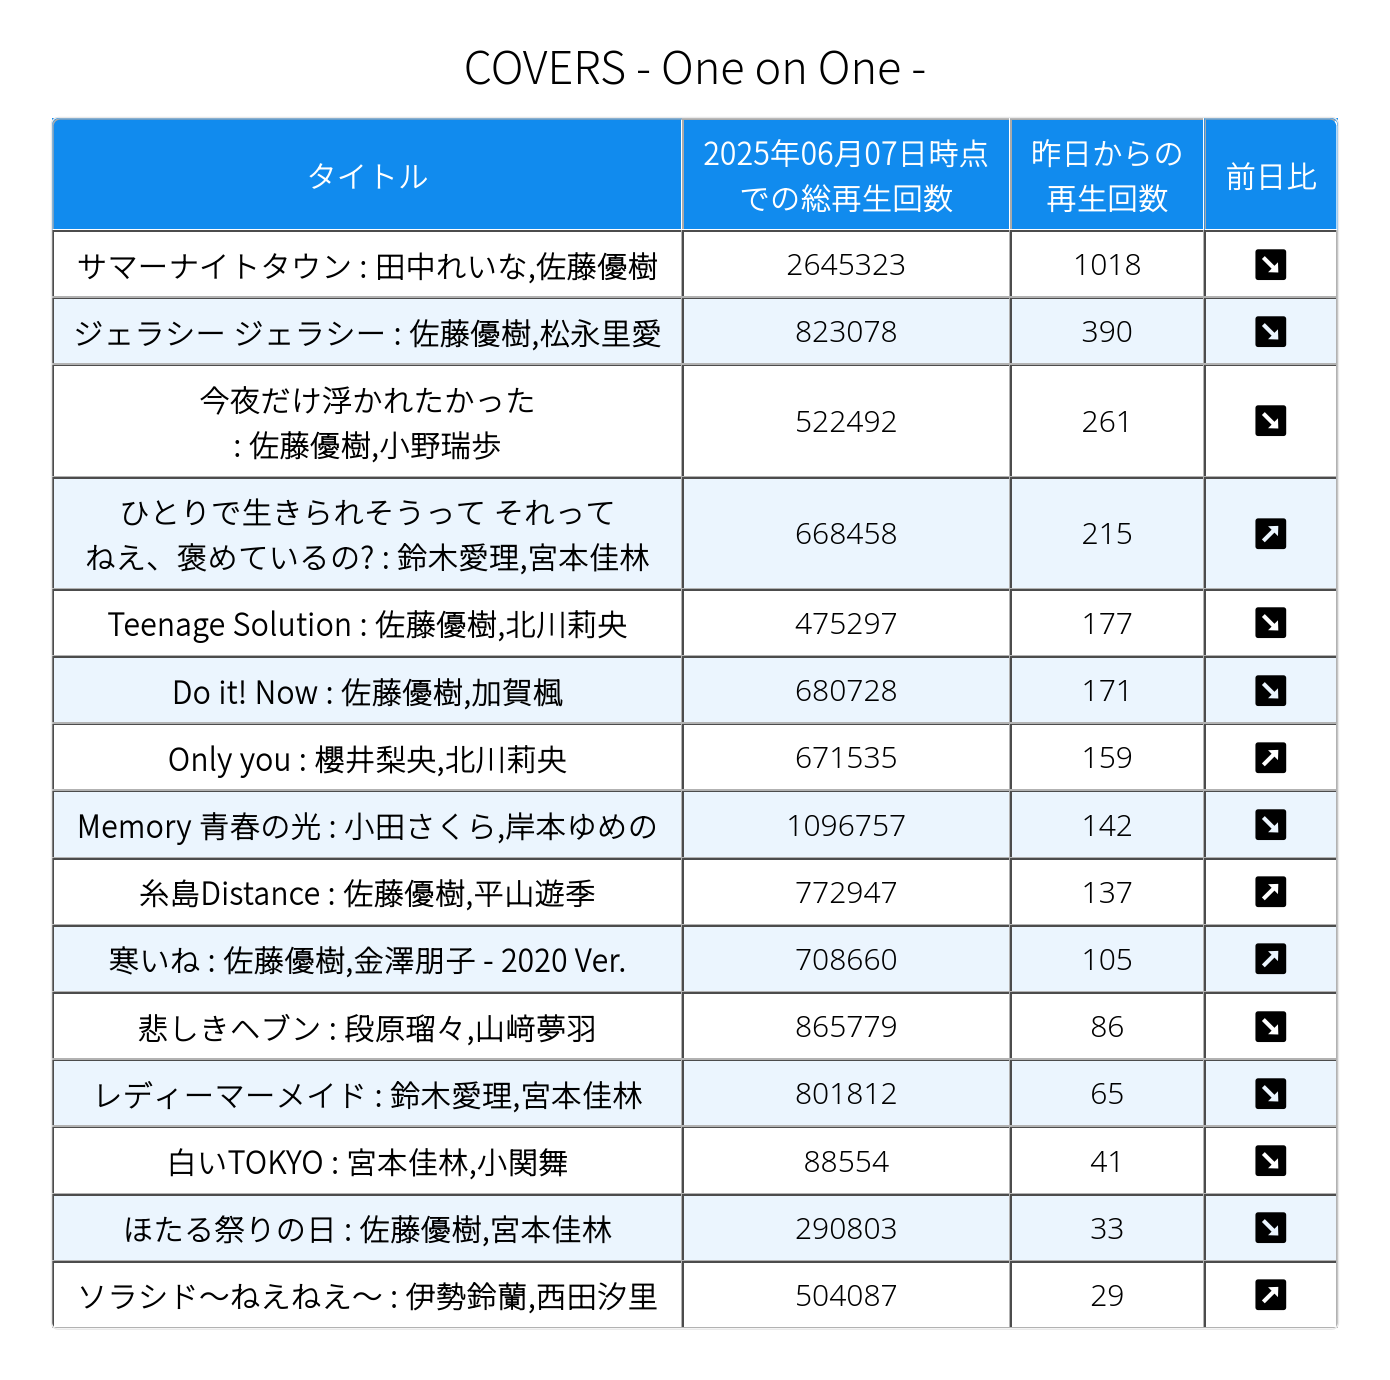 COVERS - One on One -
タイトル
2025年06月07日時点
での総再生回数
昨日からの
再生回数
前日比
サマーナイトタウン : 田中れいな,佐藤優樹 2645323 1018
ジェラシー ジェラシー : 佐藤優樹,松永里愛 823078 390
今夜だけ浮かれたかった
: 佐藤優樹,小野瑞歩 522492 261
ひとりで生きられそうって それって
ねえ、褒めているの? : 鈴木愛理,宮本佳林 668458 215
Teenage Solution : 佐藤優樹,北川莉央 475297 177
Do it! Now : 佐藤優樹,加賀楓 680728 171
Only you : 櫻井梨央,北川莉央 671535 159
Memory 青春の光 : 小田さくら,岸本ゆめの 1096757 142
糸島Distance : 佐藤優樹,平山遊季 772947 137
寒いね : 佐藤優樹,金澤朋子 - 2020 Ver. 708660 105
悲しきヘブン : 段原瑠々,山﨑夢羽 865779 86
レディーマーメイド : 鈴木愛理,宮本佳林 801812 65
白いTOKYO : 宮本佳林,小関舞 88554 41
ほたる祭りの日 : 佐藤優樹,宮本佳林 290803 33
ソラシド～ねえねえ～ : 伊勢鈴蘭,西田汐里 504087 29